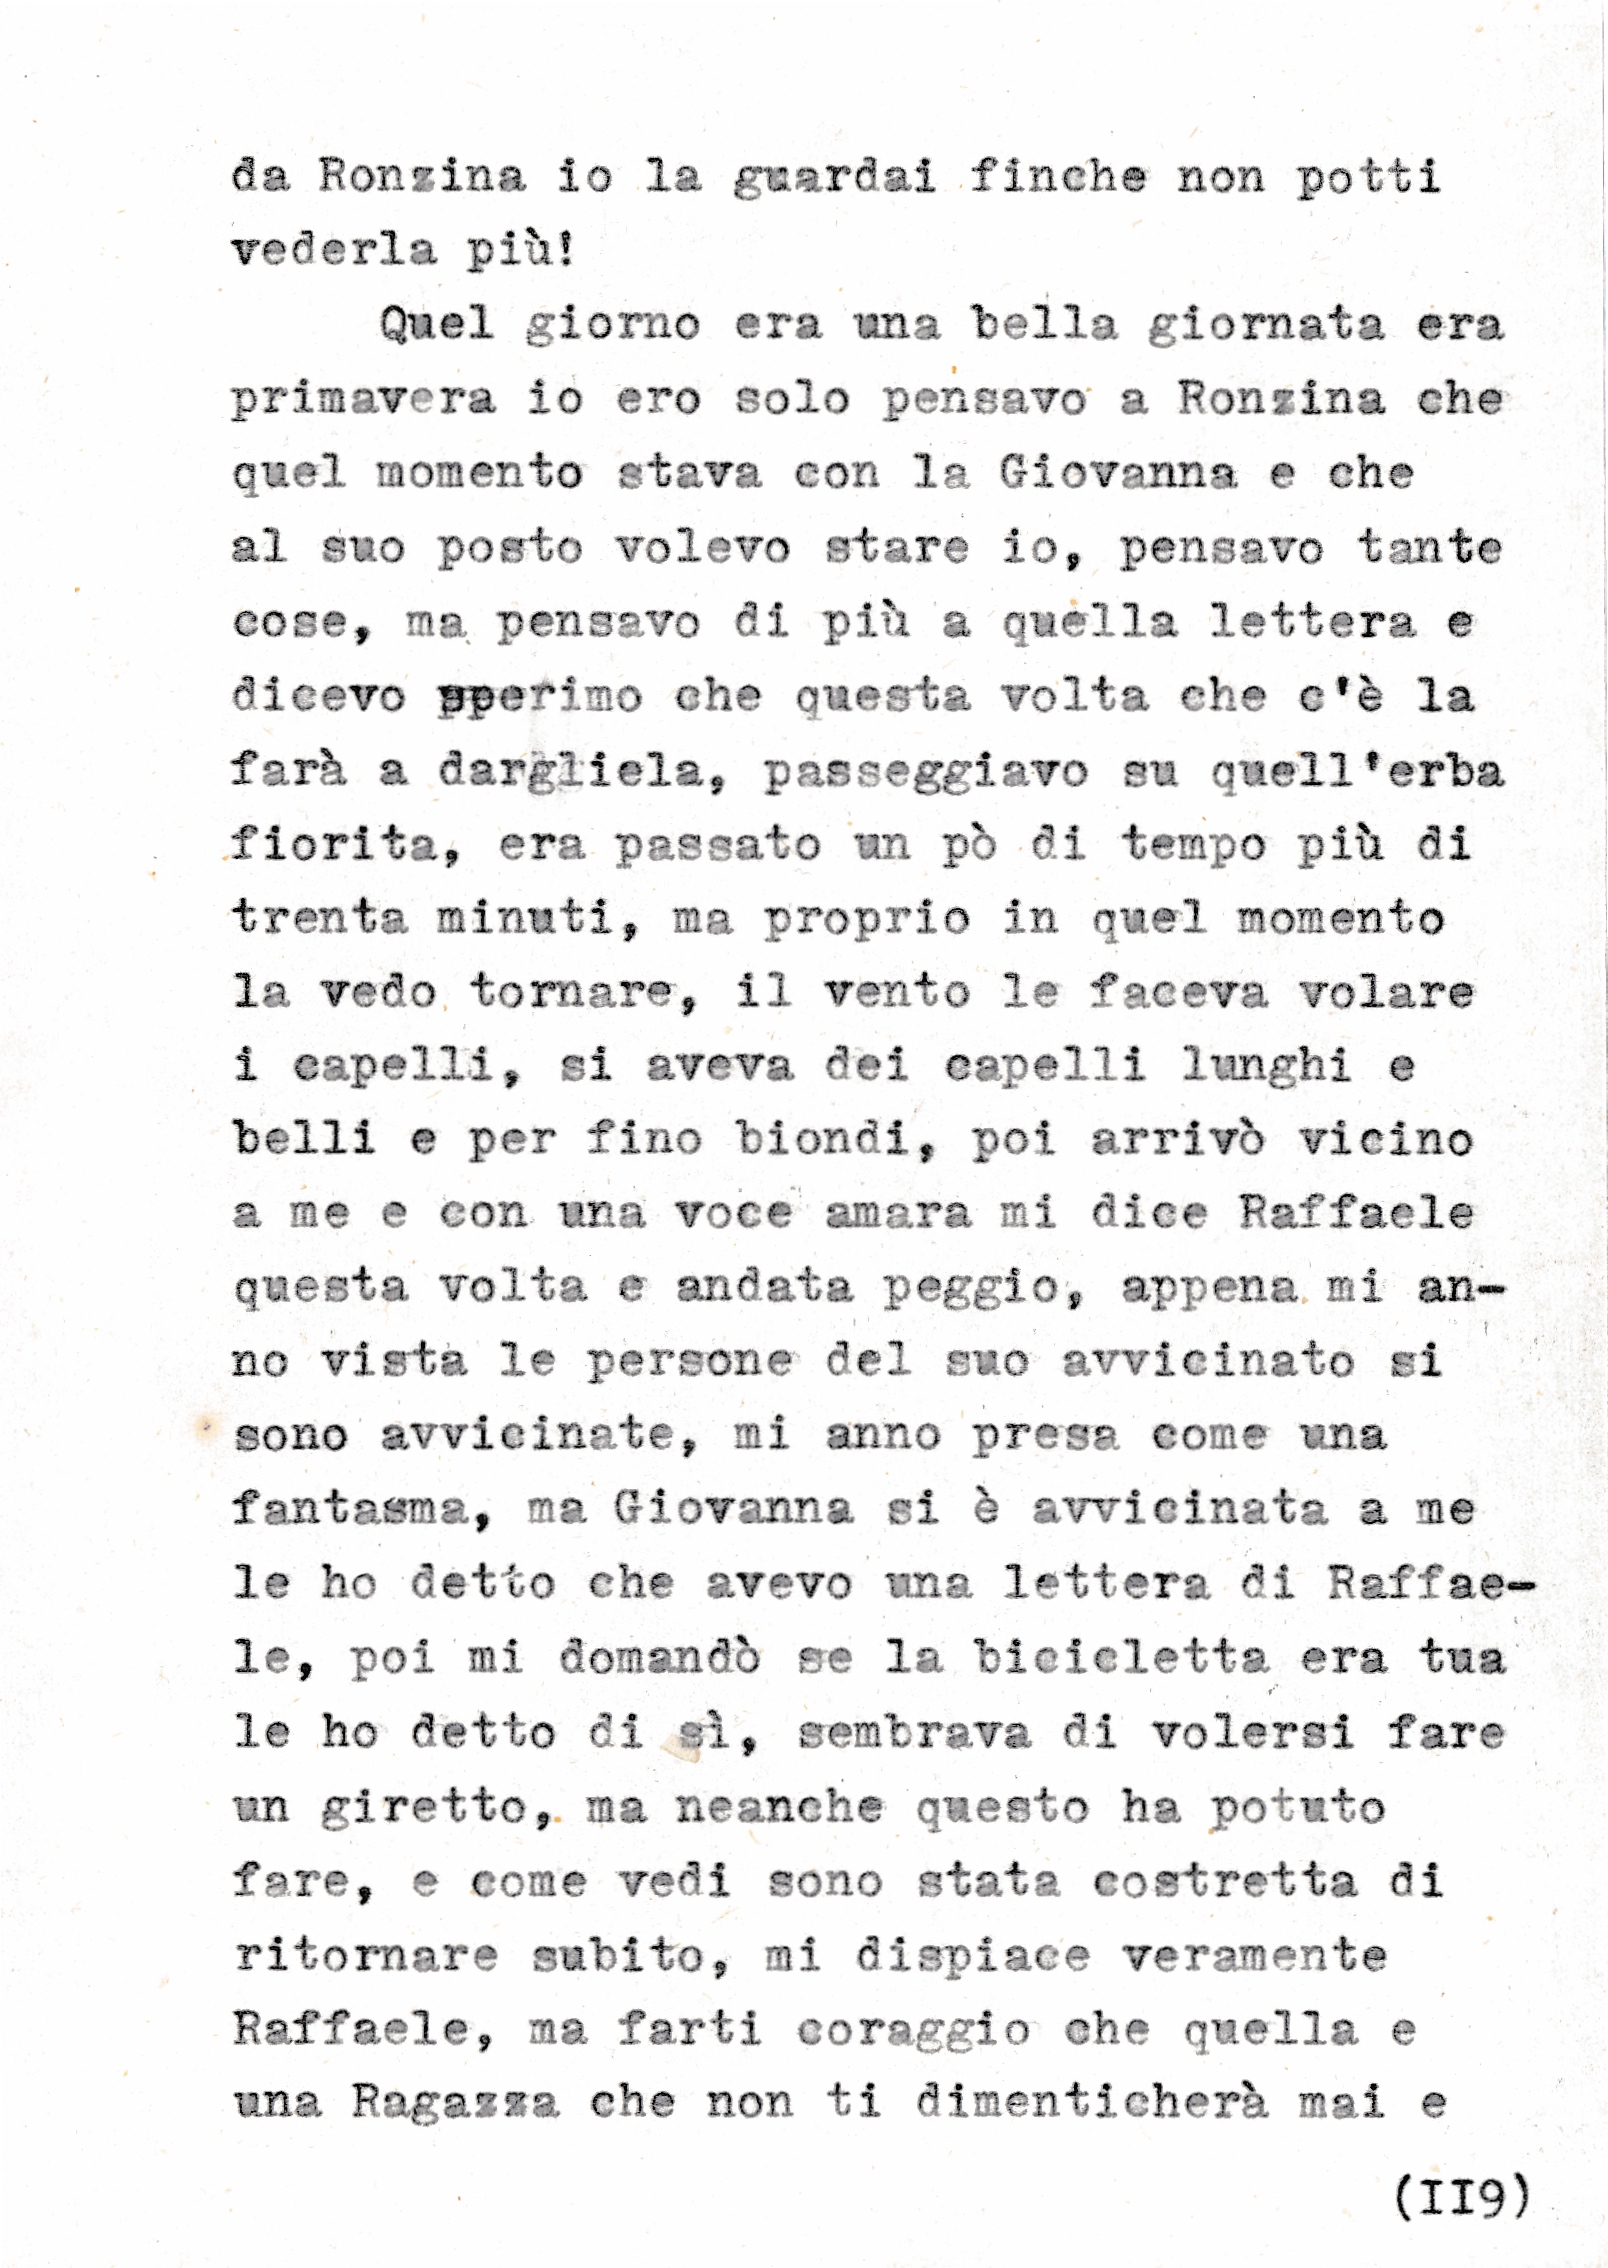 da Ronzina io la guardai finche non potti
vederla più!
Quel giorno era una bella giornata era
primavera io ero solo pensavo a Ronzina che
quel momento stava con la Giovanna e che
al suo posto volevo stare io, pensavo tante
cose, ma pensavo di più a quella lettera e
dicevo sperimo che questa volta che c'è la
farà a dargliela, passeggiavo su quell'erba
fiorita, era passato un pò di tempo più di
trenta minuti, ma proprio in quel momento
la vedo tornare, il vento le faceva volare
i capelli, si aveva dei capelli lunghi e
belli e per fino biondi, poi arrivò vicino
a me e con una voce amara mi dice Raffaele
questa volta e andata peggio, appena mi an-
no vista le persone del suo avvicinato si
sono avvicinate, mi anno presa come una
fantasma, ma Giovanna si è avvicinata a me
le ho detto che avevo una lettera di Raffae-
le, poi mi domandò se la bicicletta era tua
le ho detto di sì, sembrava di volersi fare
un giretto, ma neanche questo ha potuto
fare, e come vedi sono stata costretta di
ritornare subito, mi dispiace veramente
Raffaele, ma farti coraggio che quella e
una Ragazza che non ti dimenticherà mai e
(II9)